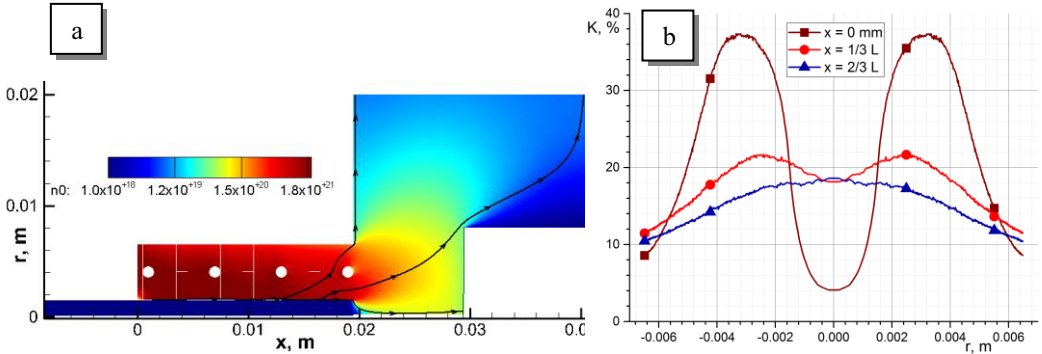 a
r, m
0.02
0.01
0
n0: 1.0x10+18 1.2x10+19 1.5x10+20 1.8x10+21
0 0.01 0.02 0.03 0.0
x, m
b
K, %
40
30
20
10
0
x = 0 mm
x = 1/3 L
x = 2/3 L
-0.006 -0.004 -0.002 0.000 0.002 0.004 0.006
r, m